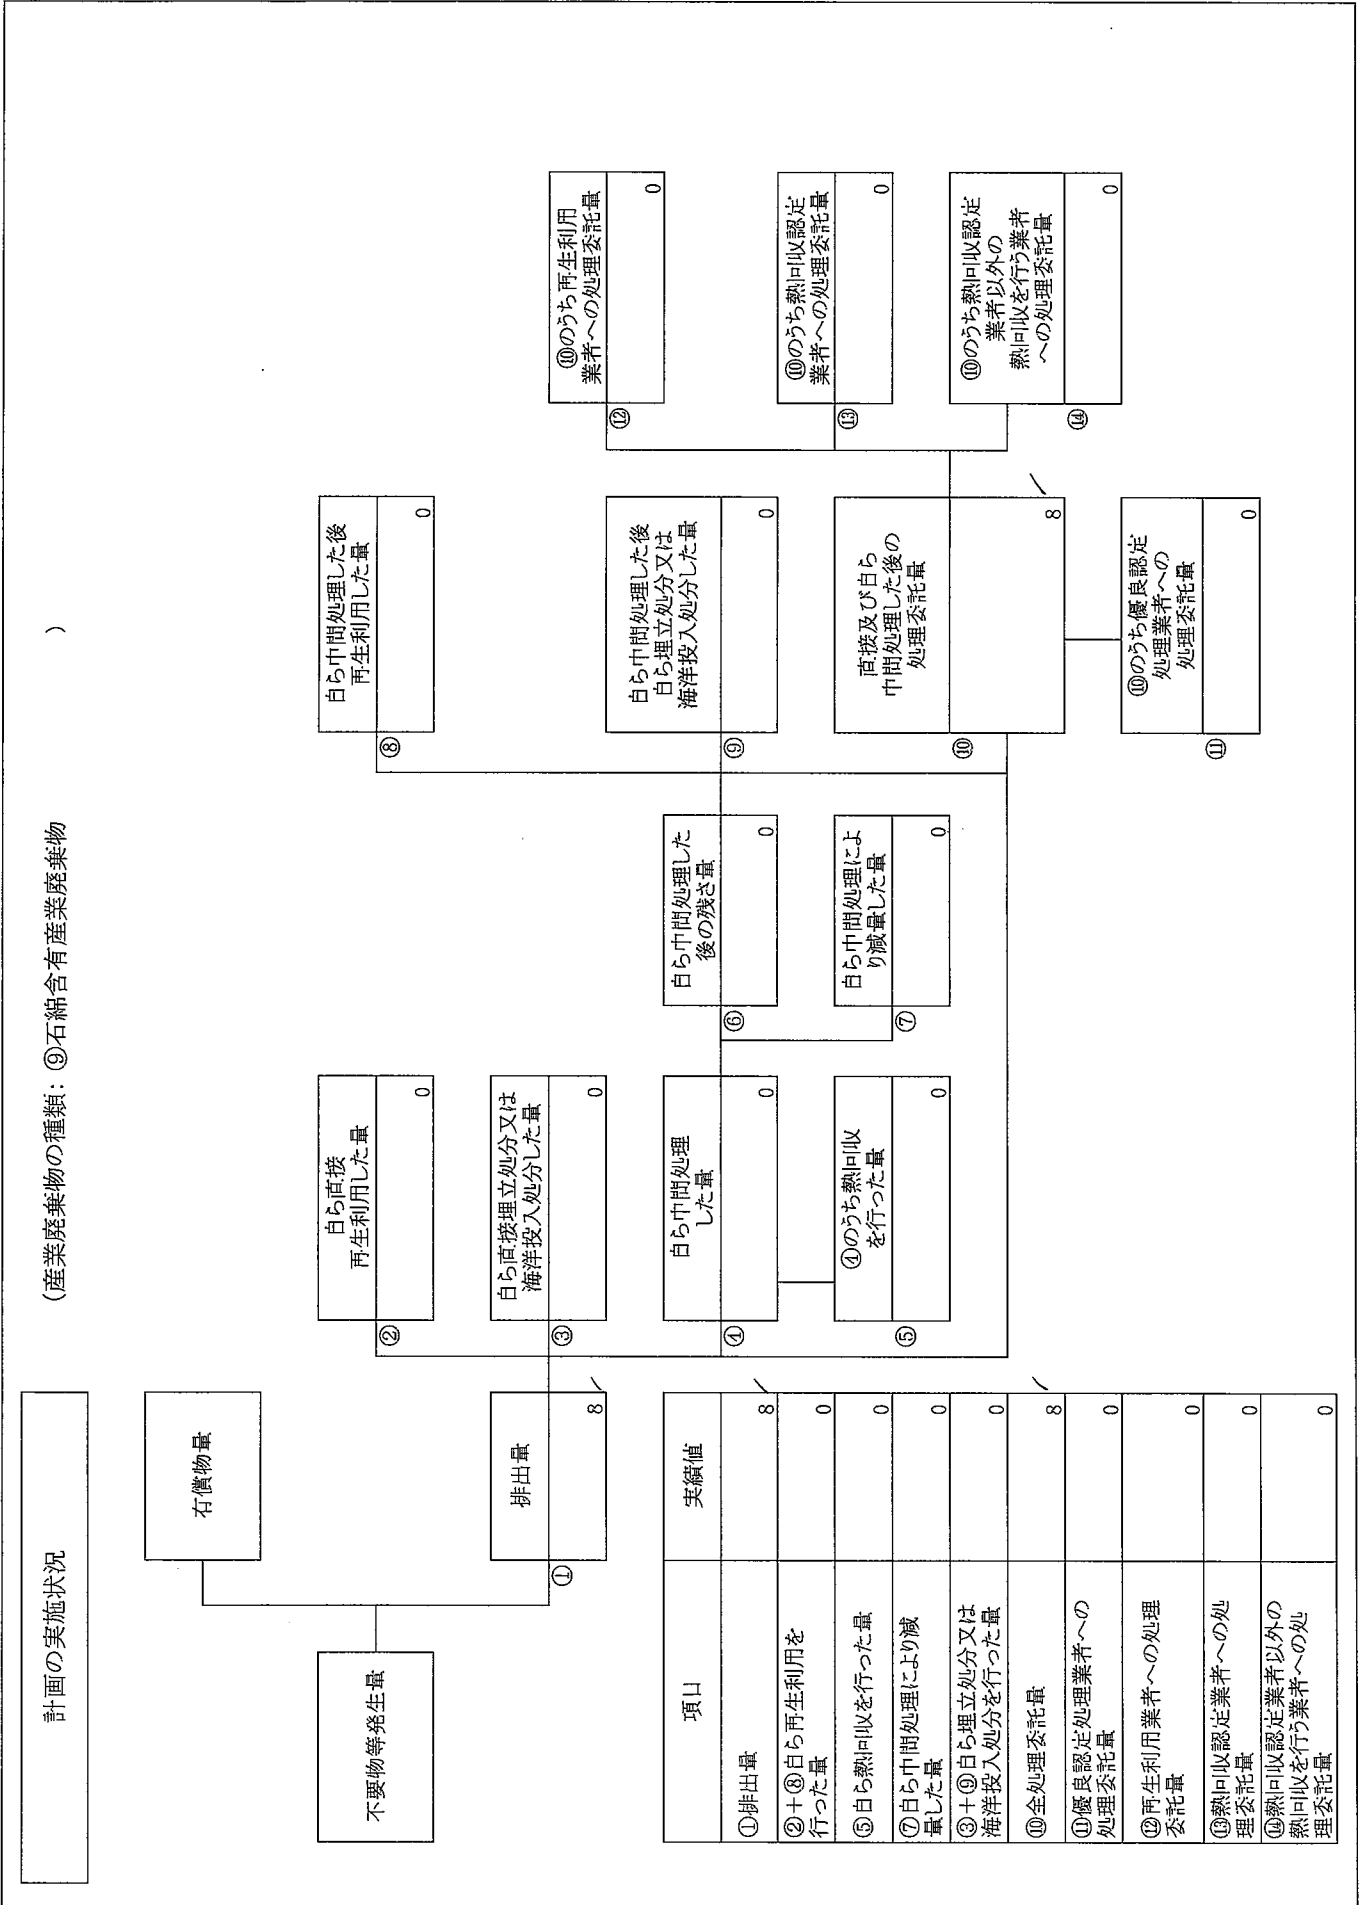 計画の実施状況
(産業廃棄物の種類：⑨石綿含有産業廃棄物 )
不要物等発生量
有償物量
①
排出量
8
②
自ら直接
再生利用した量
0
③
自ら直接埋立処分又は
海洋投入処分した量
0
④
自ら中間処理
した量
0
⑤
④のうち熱回収
を行った量
0
⑥
自ら中間処理した
後の残さ量
0
⑦
自ら中間処理によ
り減量した量
0
⑧
自ら中間処理した後
再生利用した量
0
⑨
自ら中間処理した後
自ら埋立処分又は
海洋投入処分した量
0
⑩
直接及び自ら
中間処理した後の
処理委託量
8
⑪
⑩のうち優良認定
処理業者への
処理委託量
0
⑫
⑩のうち再生利用
業者への処理委託量
0
⑬
⑩のうち熱回収認定
業者への処理委託量
0
⑭
⑩のうち熱回収認定
業者以外の
熱回収を行う業者
への処理委託量
0
項目 実績値
①排出量 8
②＋⑧自ら再生利用を
行った量 0
⑤自ら熱回収を行った量 0
⑦自ら中間処理により減
量した量 0
③＋⑨自ら埋立処分又は
海洋投入処分を行った量 0
⑩全処理委託量 8
⑪優良認定処理業者への
処理委託量 0
⑫再生利用業者への処理
委託量 0
⑬熱回収認定業者への処
理委託量 0
⑭熱回収認定業者以外の
熱回収を行う業者への処
理委託量 0